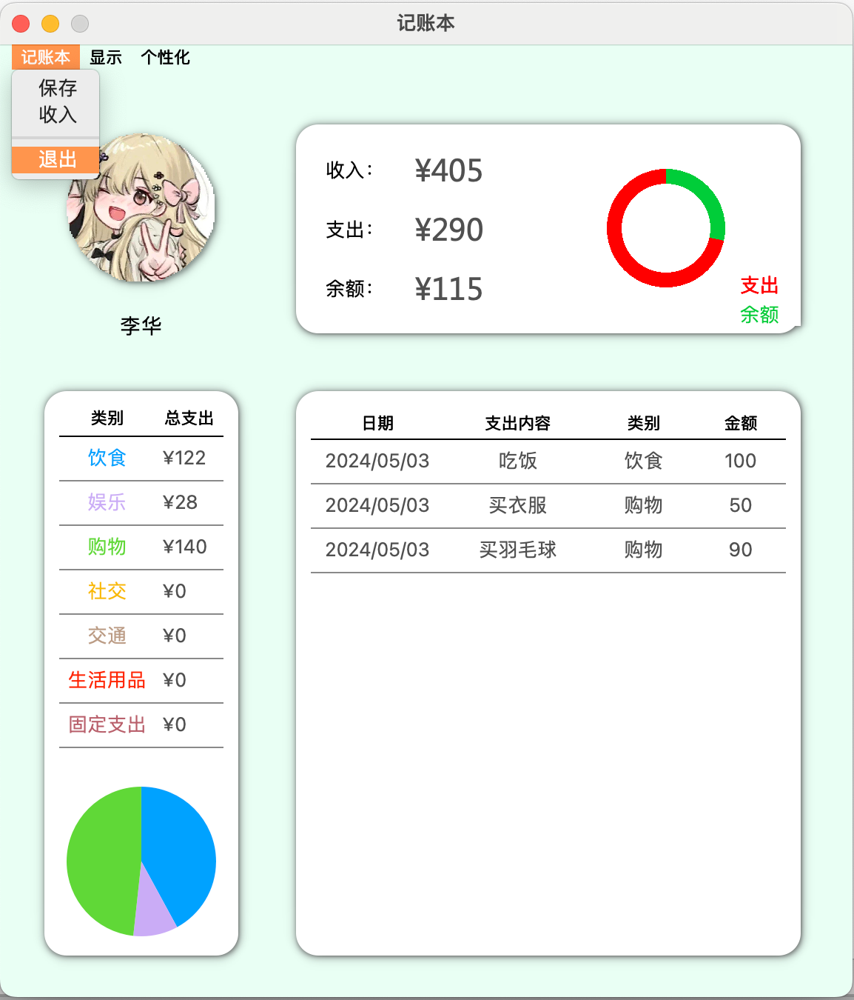 记账本
记账本 显示 个性化
保存
收入
退出
李华
收入： ¥405
支出： ¥290
余额： ¥115
支出
余额
类别 总支出
饮食 ¥122
娱乐 ¥28
购物 ¥140
社交 ¥0
交通 ¥0
生活用品 ¥0
固定支出 ¥0
日期 支出内容 类别 金额
2024/05/03 吃饭 饮食 100
2024/05/03 买衣服 购物 50
2024/05/03 买羽毛球 购物 90